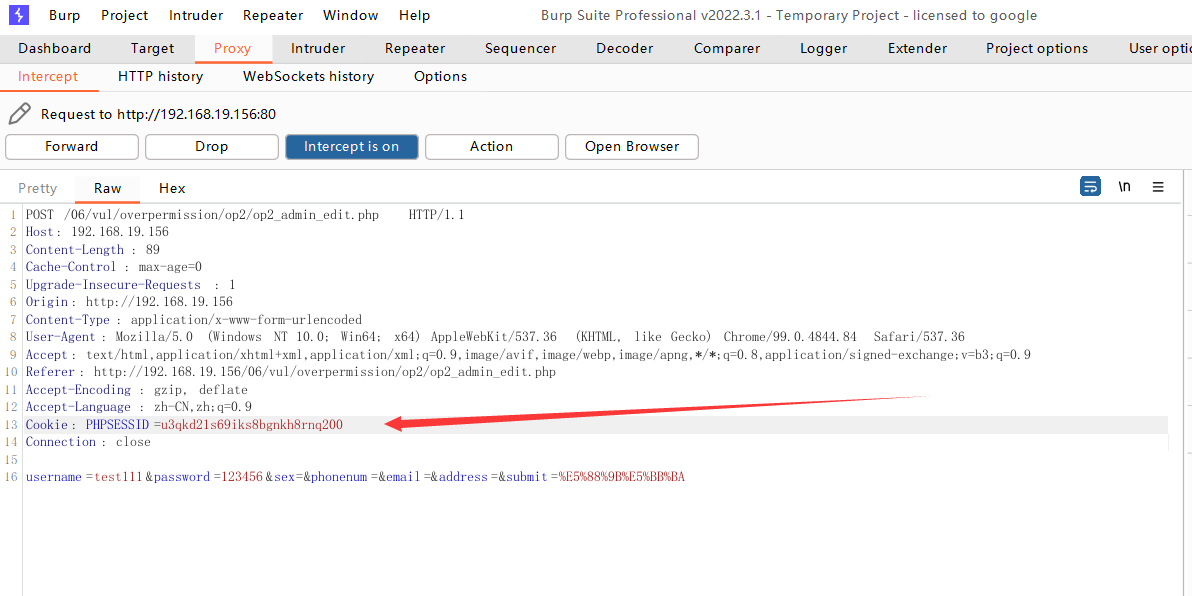 Burp Project Intruder Repeater Window Help Burp Suite Professional v2022.3.1 - Temporary Project - licensed to google
Dashboard Target Proxy Intruder Repeater Sequencer Decoder Comparer Logger Extender Project options User optic
Intercept HTTP history WebSockets history Options
Request to http://192.168.19.156:80
Forward Drop Intercept is on Action Open Browser
Pretty Raw Hex \n
1 POST /06/vul/overpermission/op2/op2_admin_edit.php HTTP/1.1
2 Host: 192.168.19.156
3 Content-Length : 89
4 Cache-Control : max-age=0
5 Upgrade-Insecure-Requests : 1
6 Origin: http://192.168.19.156
7 Content-Type : application/x-www-form-urlencoded
8 User-Agent : Mozilla/5.0 (Windows NT 10.0; Win64; x64) AppleWebKit/537.36 (KHTML, like Gecko) Chrome/99.0.4844.84 Safari/537.36
9 Accept: text/html,application/xhtml+xml,application/xml;q=0.9,image/avif,image/webp,image/apng,*/*;q=0.8,application/signed-exchange;v=b3;q=0.9
10 Referer: http://192.168.19.156/06/vul/overpermission/op2/op2_admin_edit.php
11 Accept-Encoding : gzip, deflate
12 Accept-Language : zh-CN,zh;q=0.9
13 Cookie: PHPSESSID =u3qkd21s69iks8bgnkh8rnq200
14 Connection : close
15
16 username =test111 &password =123456 &sex=&phonenum =&email =&address =&submit =%E5%88%9B%E5%BB%BA